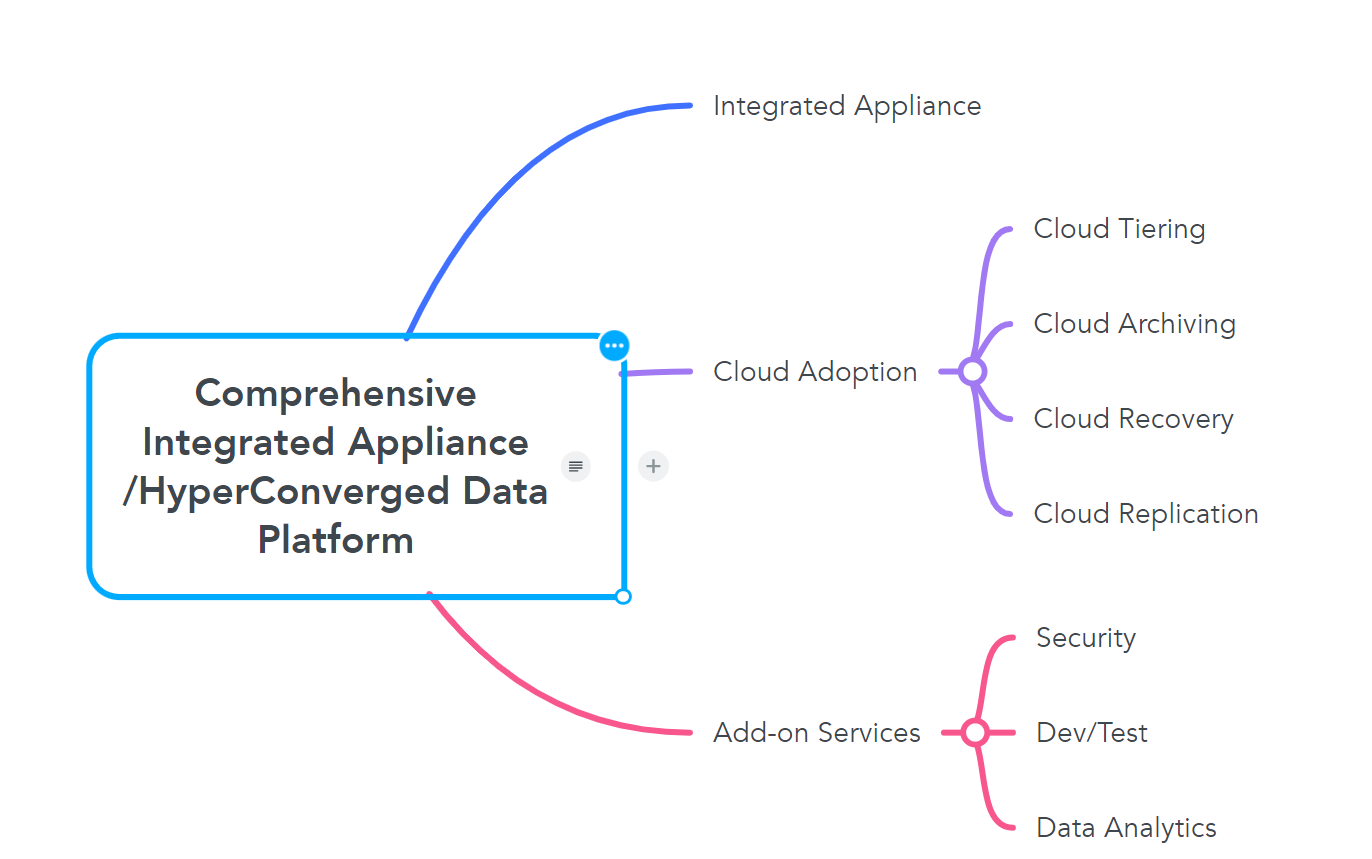 Integrated Appliance
Cloud Tiering
Cloud Archiving
Cloud Adoption
Comprehensive
Integrated Appliance
/HyperConverged Data
Platform
Cloud Recovery
Cloud Replication
Security
Add-on Services
Dev/Test
Data Analytics